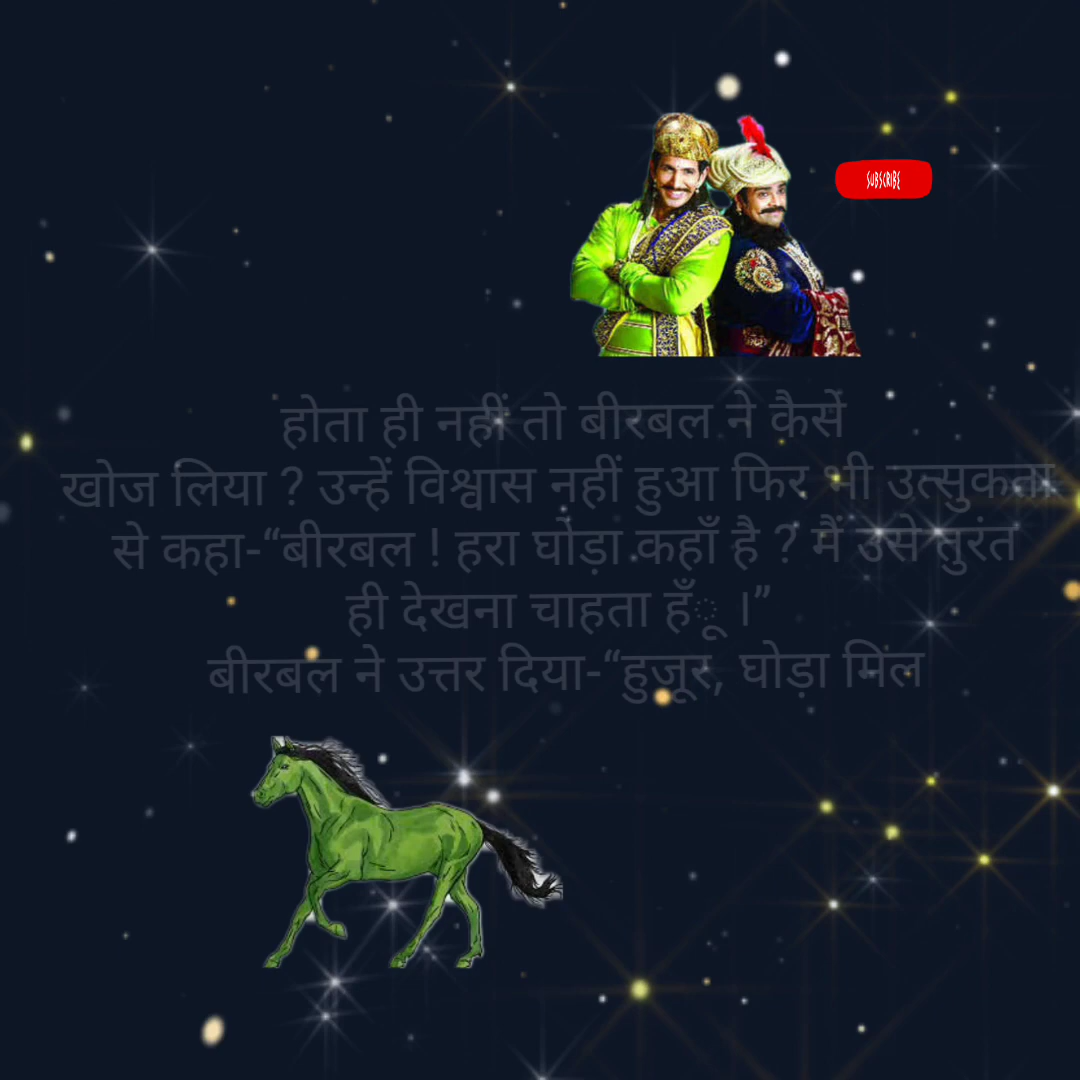 SUBSCRIBE
होता ही नहीं तो बीरबल ने कैसें
खोज लिया ? उन्हें विश्वास नहीं हुआ फिर भी उत्सुकता
से कहा-“बीरबल ! हरा घोड़ा कहाँ है ? मैं उसे तुरंत
ही देखना चाहता हँू ।”
बीरबल ने उत्तर दिया-“हुजूर, घोडा मिल